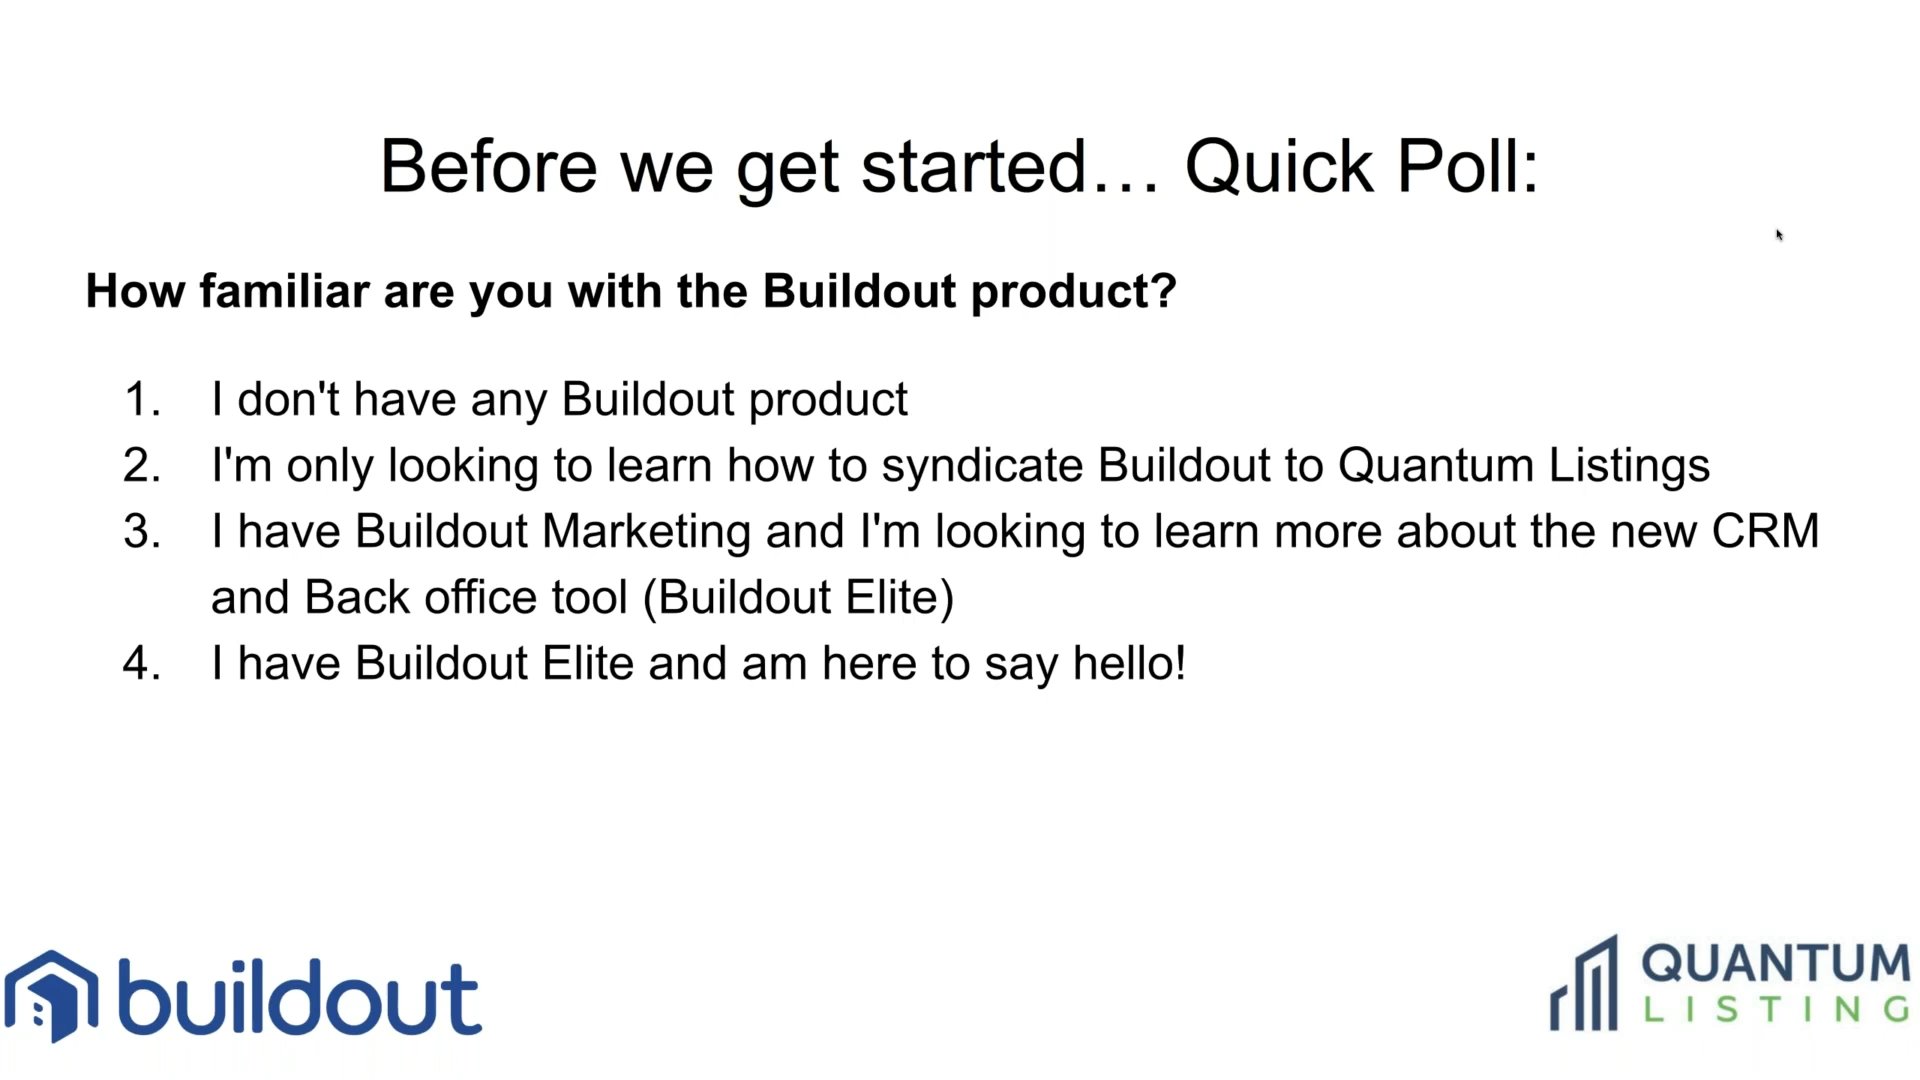 Before we get started… Quick Poll:
How familiar are you with the Buildout product?
1. I don't have any Buildout product
2. I'm only looking to learn how to syndicate Buildout to Quantum Listings
3. I have Buildout Marketing and I'm looking to learn more about the new CRM
and Back office tool (Buildout Elite)
4. I have Buildout Elite and am here to say hello!
buildout
QUANTUM
LISTING